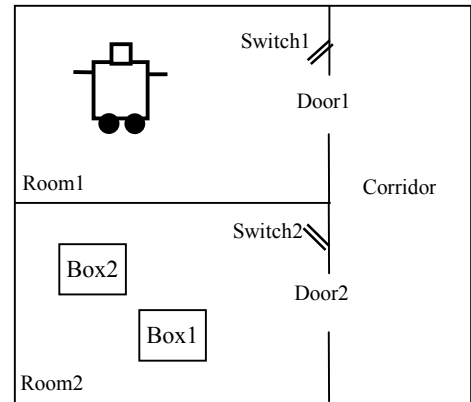 Switch1
Door1
Room1
Corridor
Switch2
Box2
Door2
Box1
Room2